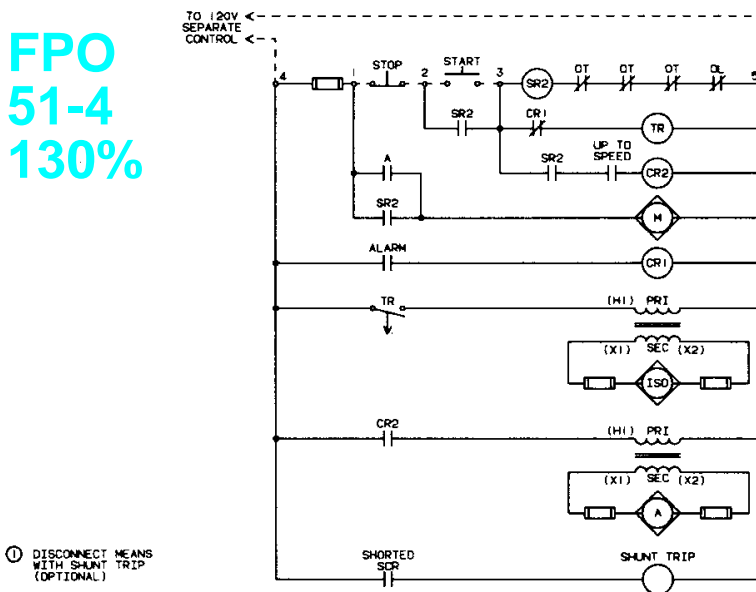 TO 120V
SEPARATE
CONTROL
FPO
51-4
130%
4 1 STOP 2 START 3 SR2 OT OT OT OL 5
SR2 CR1 TR
SR2 UP TO
SPEED CR2
A
SR2 M
ALARM CR1
TR (H1) PRI
(X1) SEC (X2)
ISO
CR2 (H1) PRI
(X1) SEC (X2)
A
① DISCONNECT MEANS
WITH SHUNT TRIP
(OPTIONAL)
SHORTED
SCR SHUNT TRIP